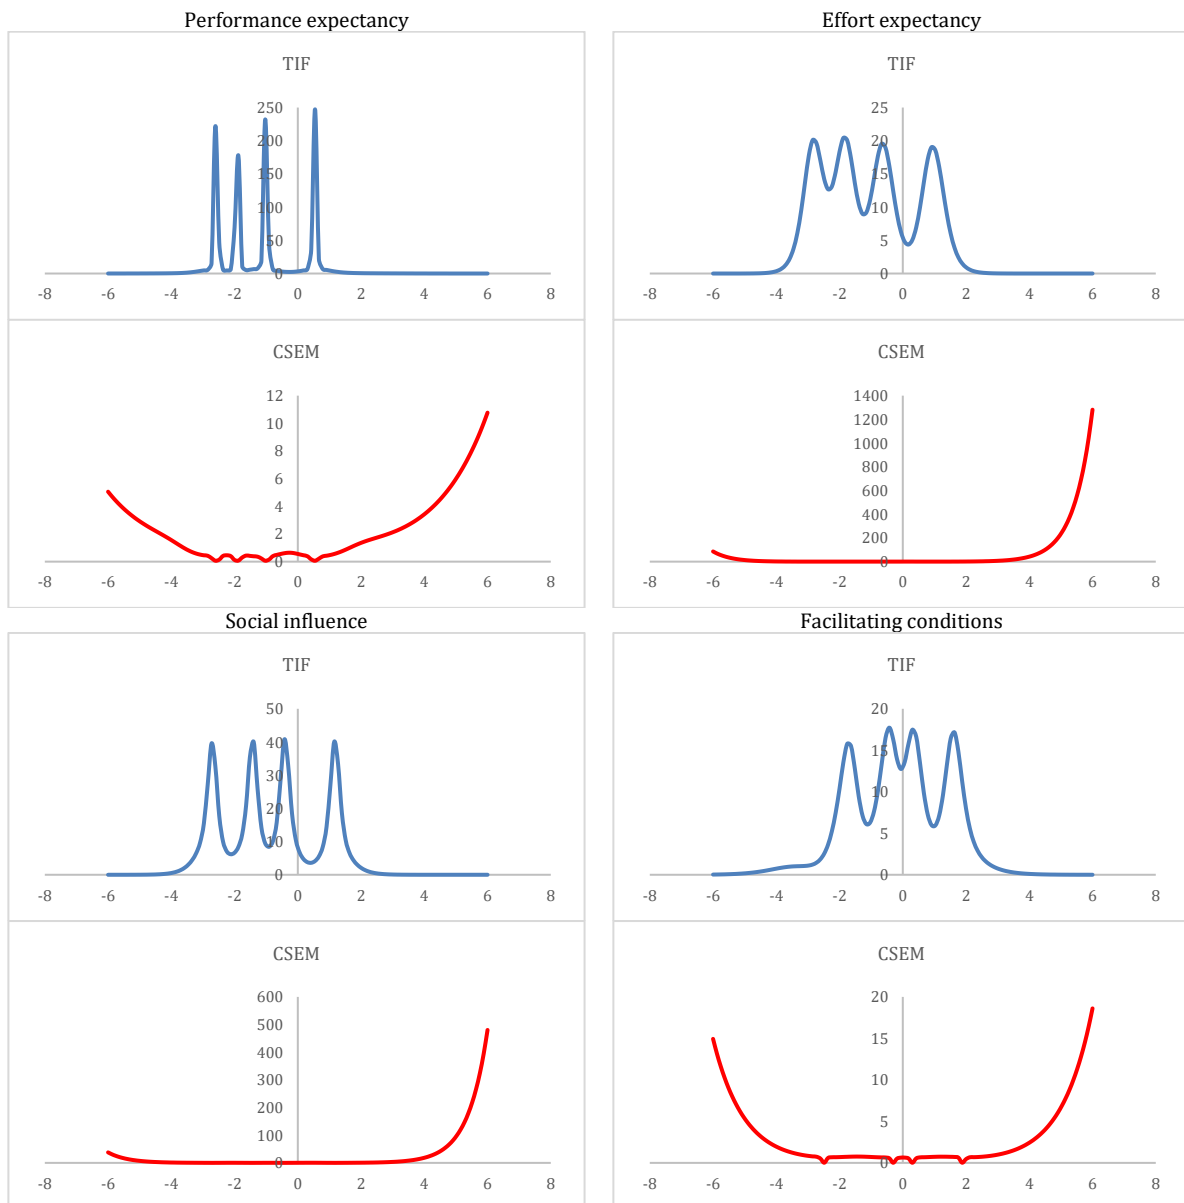 Performance expectancy
TIF
250
200
150
100
50
0
-8 -6 -4 -2 0 2 4 6 8
CSEM
12
10
8
6
4
2
0
-8 -6 -4 -2 0 2 4 6 8
Effort expectancy
TIF
25
20
15
10
5
0
-8 -6 -4 -2 0 2 4 6 8
CSEM
1400
1200
1000
800
600
400
200
0
-8 -6 -4 -2 0 2 4 6 8
Social influence
TIF
50
40
30
20
10
0
-8 -6 -4 -2 0 2 4 6 8
CSEM
600
500
400
300
200
100
0
-8 -6 -4 -2 0 2 4 6 8
Facilitating conditions
TIF
20
15
10
5
0
-8 -6 -4 -2 0 2 4 6 8
CSEM
20
15
10
5
0
-8 -6 -4 -2 0 2 4 6 8